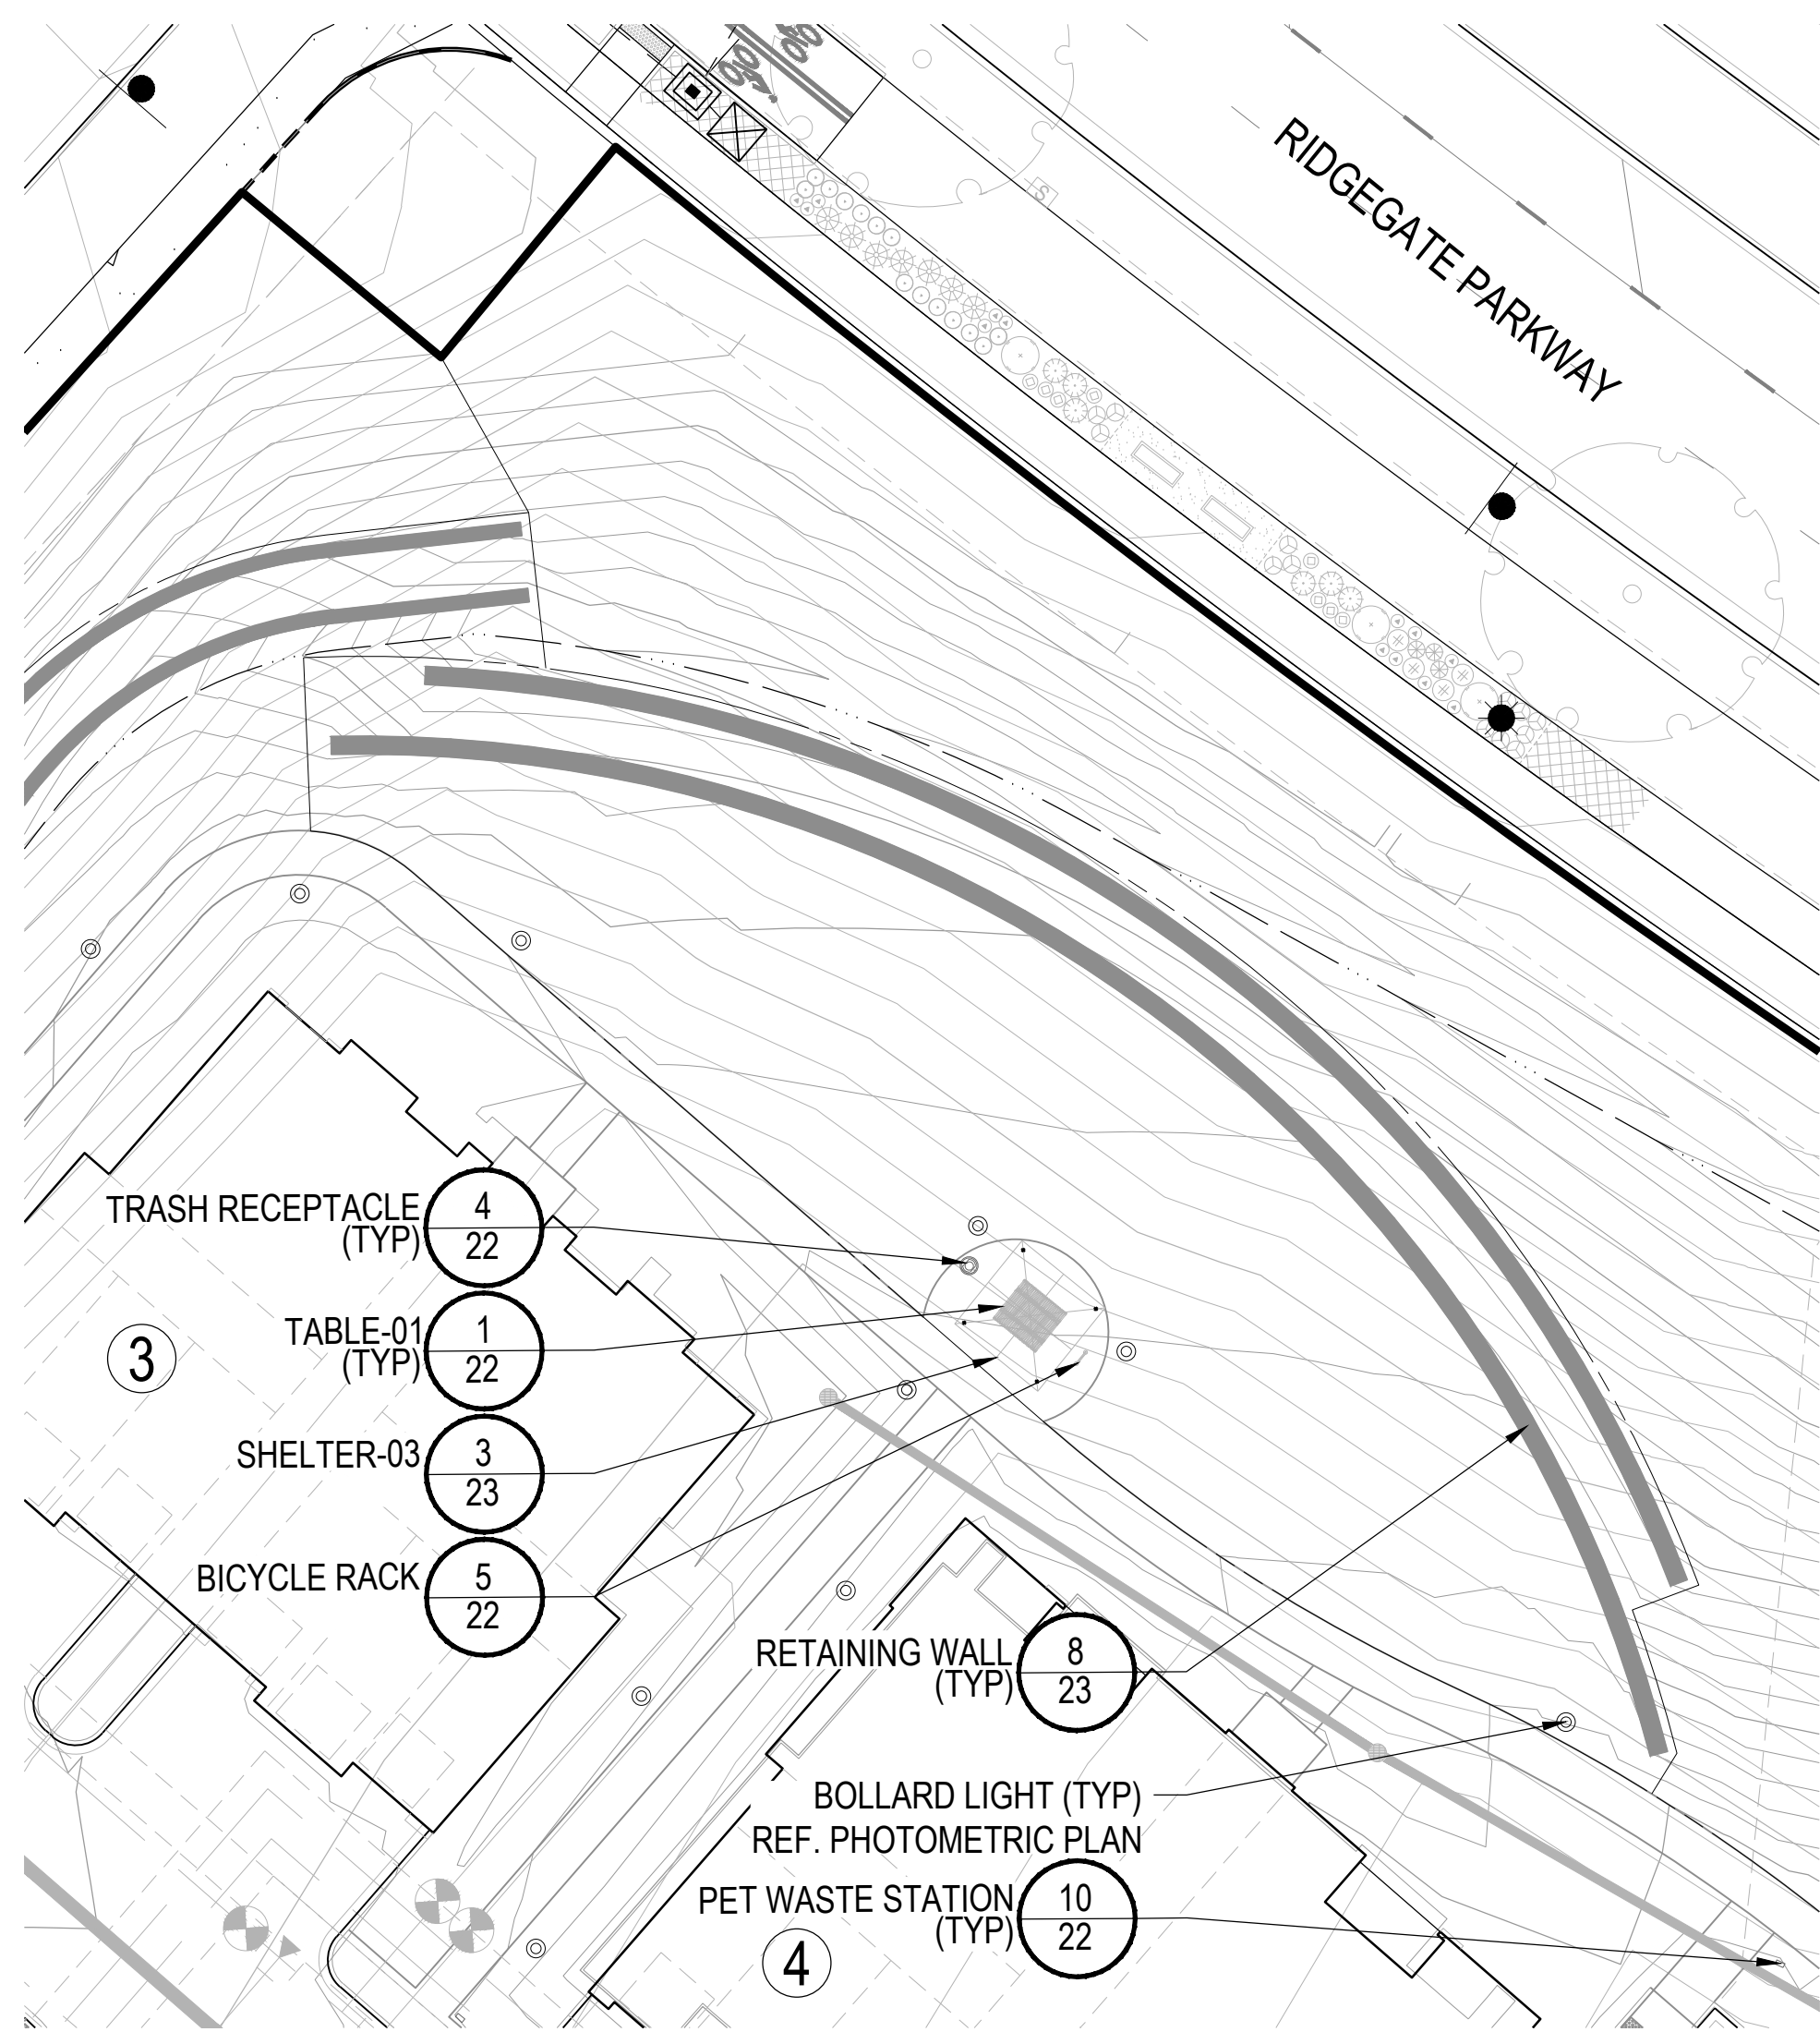 RIDGEGATE PARKWAY
S
TRASH RECEPTACLE
(TYP)
4
22
TABLE-01
(TYP)
1
22
3
SHELTER-03
3
23
BICYCLE RACK
5
22
RETAINING WALL
(TYP)
8
23
BOLLARD LIGHT (TYP)
REF. PHOTOMETRIC PLAN
PET WASTE STATION
(TYP)
10
22
4